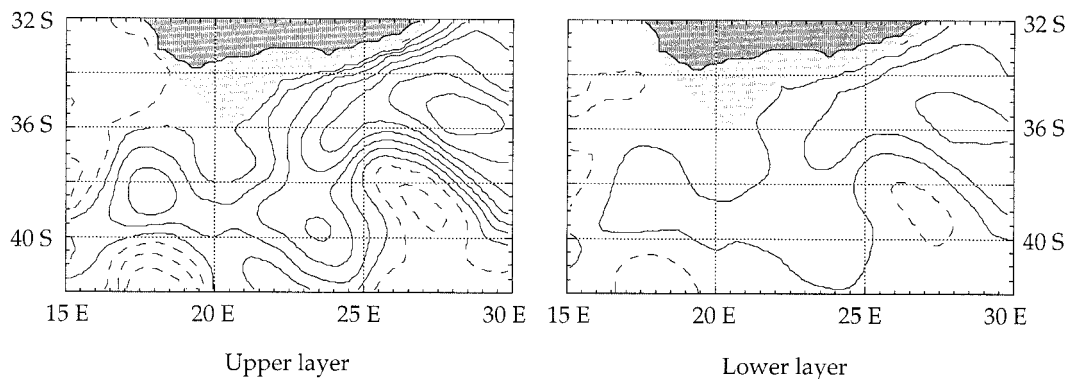 32 S
36 S
40 S
15 E 20 E 25 E 30 E
Upper layer
32 S
36 S
40 S
15 E 20 E 25 E 30 E
Lower layer